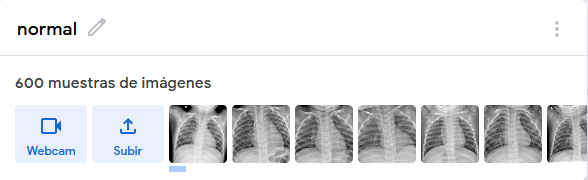 normal
600 muestras de imágenes
Webcam
Subir